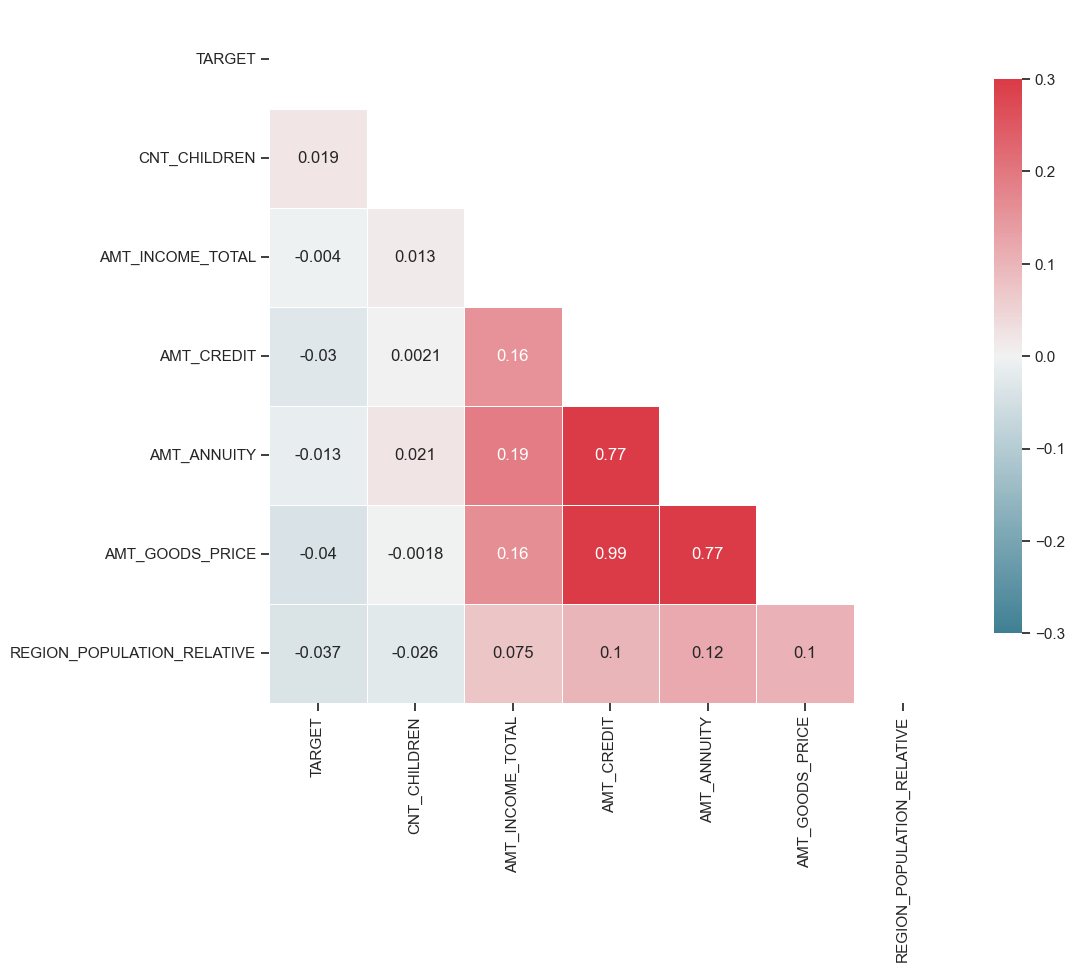 TARGET
CNT_CHILDREN 0.019
AMT_INCOME_TOTAL -0.004 0.013
AMT_CREDIT -0.03 0.0021 0.16
AMT_ANNUITY -0.013 0.021 0.19 0.77
AMT_GOODS_PRICE -0.04 -0.0018 0.16 0.99 0.77
REGION_POPULATION_RELATIVE -0.037 -0.026 0.075 0.1 0.12 0.1
TARGET
CNT_CHILDREN
AMT_INCOME_TOTAL
AMT_CREDIT
AMT_ANNUITY
AMT_GOODS_PRICE
REGION_POPULATION_RELATIVE
0.3
0.2
0.1
0.0
−0.1
−0.2
−0.3